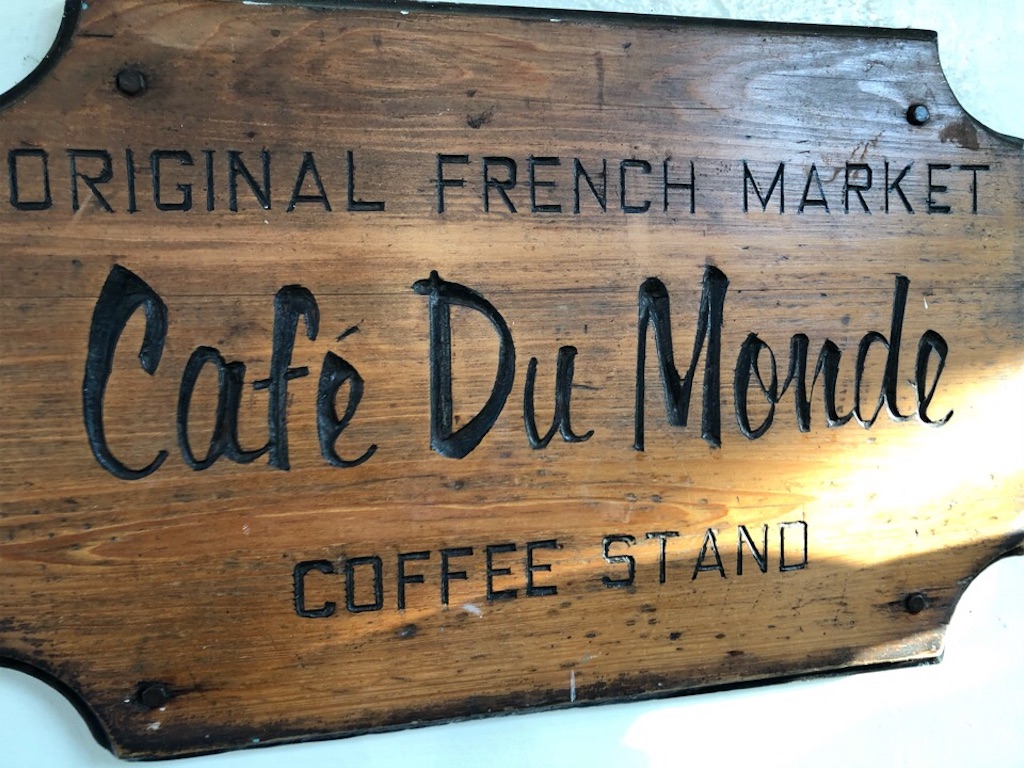 ORIGINAL FRENCH MARKET
Café Du Monde
COFFEE STAND